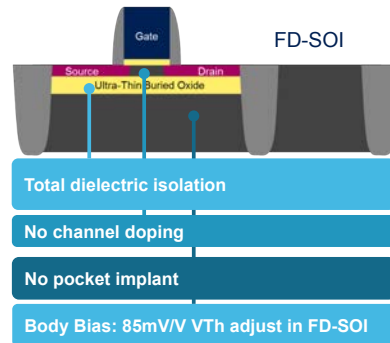 Gate
FD-SOI
Source
Drain
Ultra-Thin Buried Oxide
Total dielectric isolation
No channel doping
No pocket implant
Body Bias: 85mV/V VTh adjust in FD-SOI